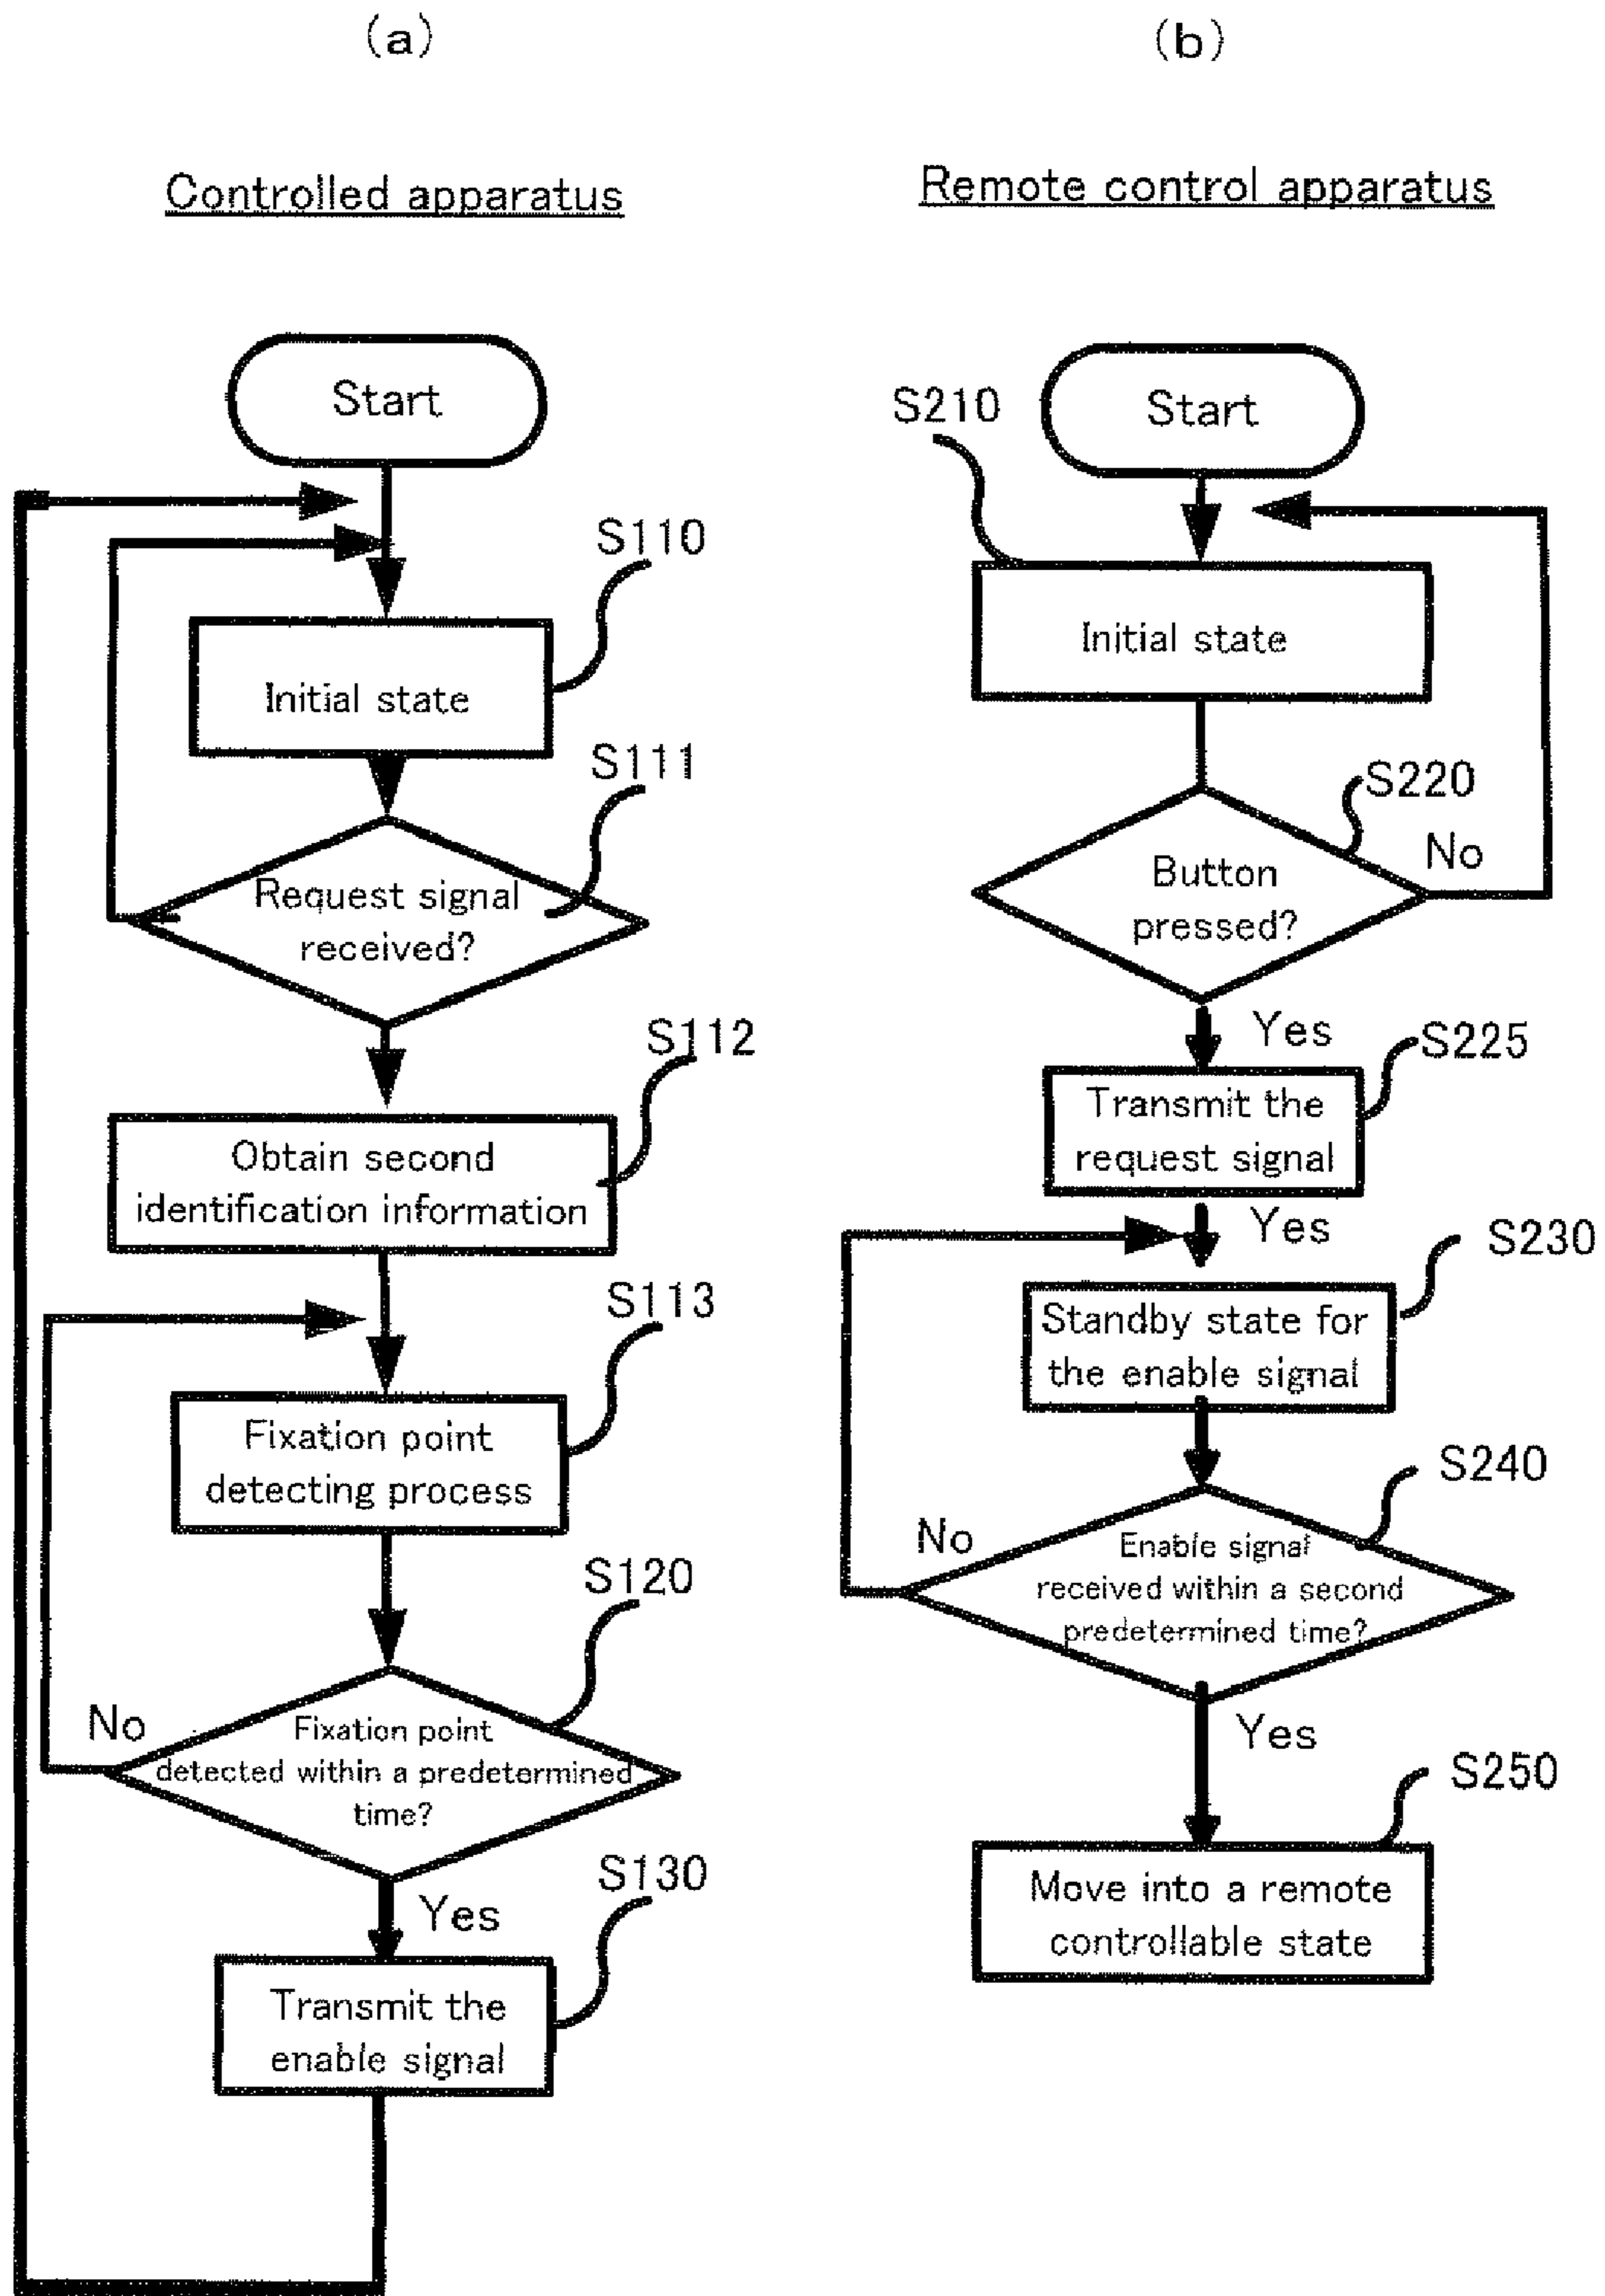 (a)
Controlled apparatus
Start
S110
Initial state
S111
Request signal
received?
S112
Obtain second
identification information
S113
Fixation point
detecting process
S120
No
Fixation point
detected within a predetermined
time?
Yes
S130
Transmit the
enable signal
(b)
Remote control apparatus
S210
Start
Initial state
S220
No
Button
pressed?
Yes
S225
Transmit the
request signal
Yes
S230
Standby state for
the enable signal
S240
No
Enable signal
received within a second
predetermined time?
Yes
S250
Move into a remote
controllable state